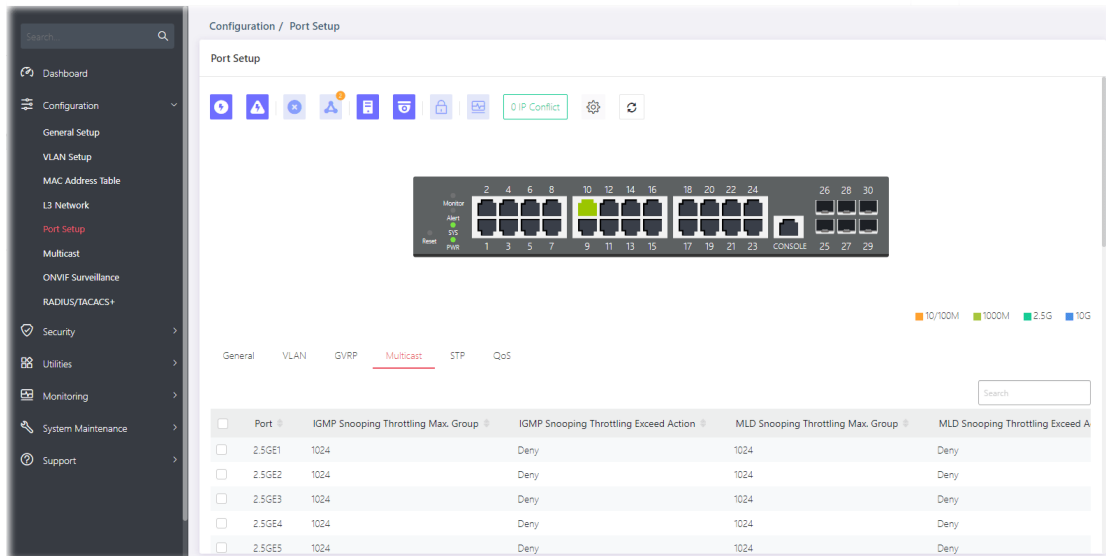 Search...
Dashboard
Configuration
General Setup
VLAN Setup
MAC Address Table
L3 Network
Port Setup
Multicast
ONVIF Surveillance
RADIUS/TACACS+
Security
Utilities
Monitoring
System Maintenance
Support
Configuration / Port Setup
Port Setup
2
0 IP Conflict
2 4 6 8 10 12 14 16 18 20 22 24 26 28 30
Monitor
Alert
SYS
Reset PWR
1 3 5 7 9 11 13 15 17 19 21 23 CONSOLE 25 27 29
10/100M 1000M 2.5G 10G
General VLAN GVRP Multicast STP QoS
Search
Port IGMP Snooping Throttling Max. Group IGMP Snooping Throttling Exceed Action MLD Snooping Throttling Max. Group MLD Snooping Throttling Exceed A
2.5GE1 1024 Deny 1024 Deny
2.5GE2 1024 Deny 1024 Deny
2.5GE3 1024 Deny 1024 Deny
2.5GE4 1024 Deny 1024 Deny
2.5GE5 1024 Deny 1024 Deny